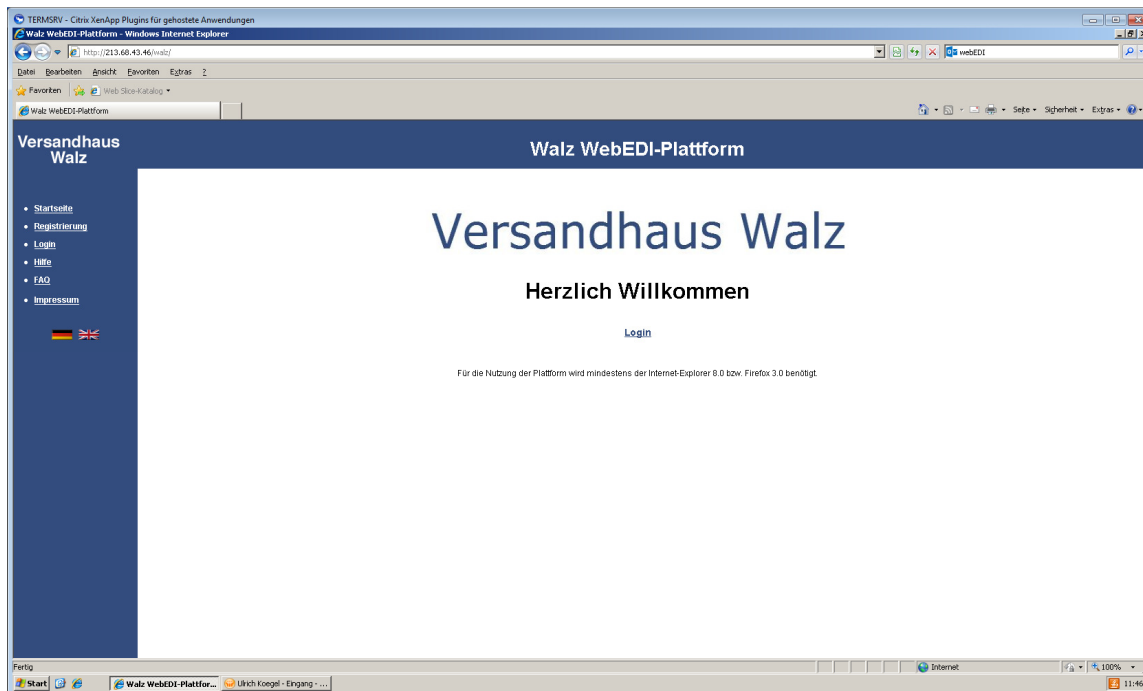 TERMSRV - Citrix XenApp Plugins für gehostete Anwendungen
Walz WebEDI-Plattform - Windows Internet Explorer
http://213.68.43.46/walz/
webEDI
Datei Bearbeiten Ansicht Favoriten Extras ?
Favoriten Web Slice-Katalog
Walz WebEDI-Plattform
Seite Sicherheit Extras
Versandhaus
Walz
Walz WebEDI-Plattform
Startseite
Registrierung
Login
Hilfe
FAQ
Impressum
Versandhaus Walz
Herzlich Willkommen
Login
Für die Nutzung der Plattform wird mindestens der Internet-Explorer 8.0 bzw. Firefox 3.0 benötigt.
Fertig
Internet
100%
Start
Walz WebEDI-Plattfor...
Ulrich Koegel - Eingang - ...
11:46